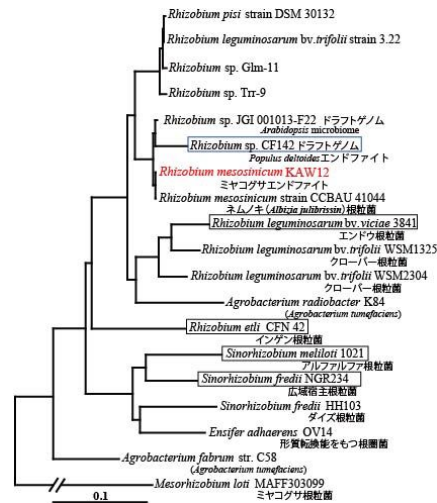 Rhizobium pisi strain DSM 30132
Rhizobium leguminosarum bv.trifolii strain 3.22
Rhizobium sp. Glm-11
Rhizobium sp. Trr-9
Rhizobium sp. JGI 001013-F22 ドラフトゲノム
Arabidopsis microbiome
Rhizobium sp. CF142 ドラフトゲノム
Populus deltoidesエンドファイト
Rhizobium mesosinicum KAW12
ミヤコグサエンドファイト
Rhizobium mesosinicum strain CCBAU 41044
ネムノキ (Albizia julibrissin) 根粒菌
Rhizobium leguminosarum bv.viciae 3841
エンドウ根粒菌
Rhizobium leguminosarum bv.trifolii WSM1325
クローバー根粒菌
Rhizobium leguminosarum bv.trifolii WSM2304
クローバー根粒菌
Agrobacterium radiobacter K84
(Agrobacterium tumefaciens)
Rhizobium etli CFN 42
インゲン根粒菌
Sinorhizobium meliloti 1021
アルファルファ根粒菌
Sinorhizobium fredii NGR234
広域宿主根粒菌
Sinorhizobium fredii HH103
ダイズ根粒菌
Ensifer adhaerens OV14
形質転換能をもつ根圏菌
Agrobacterium fabrum str. C58
(Agrobacterium tumefaciens)
Mesorhizobium loti MAFF303099
ミヤコグサ根粒菌
0.1